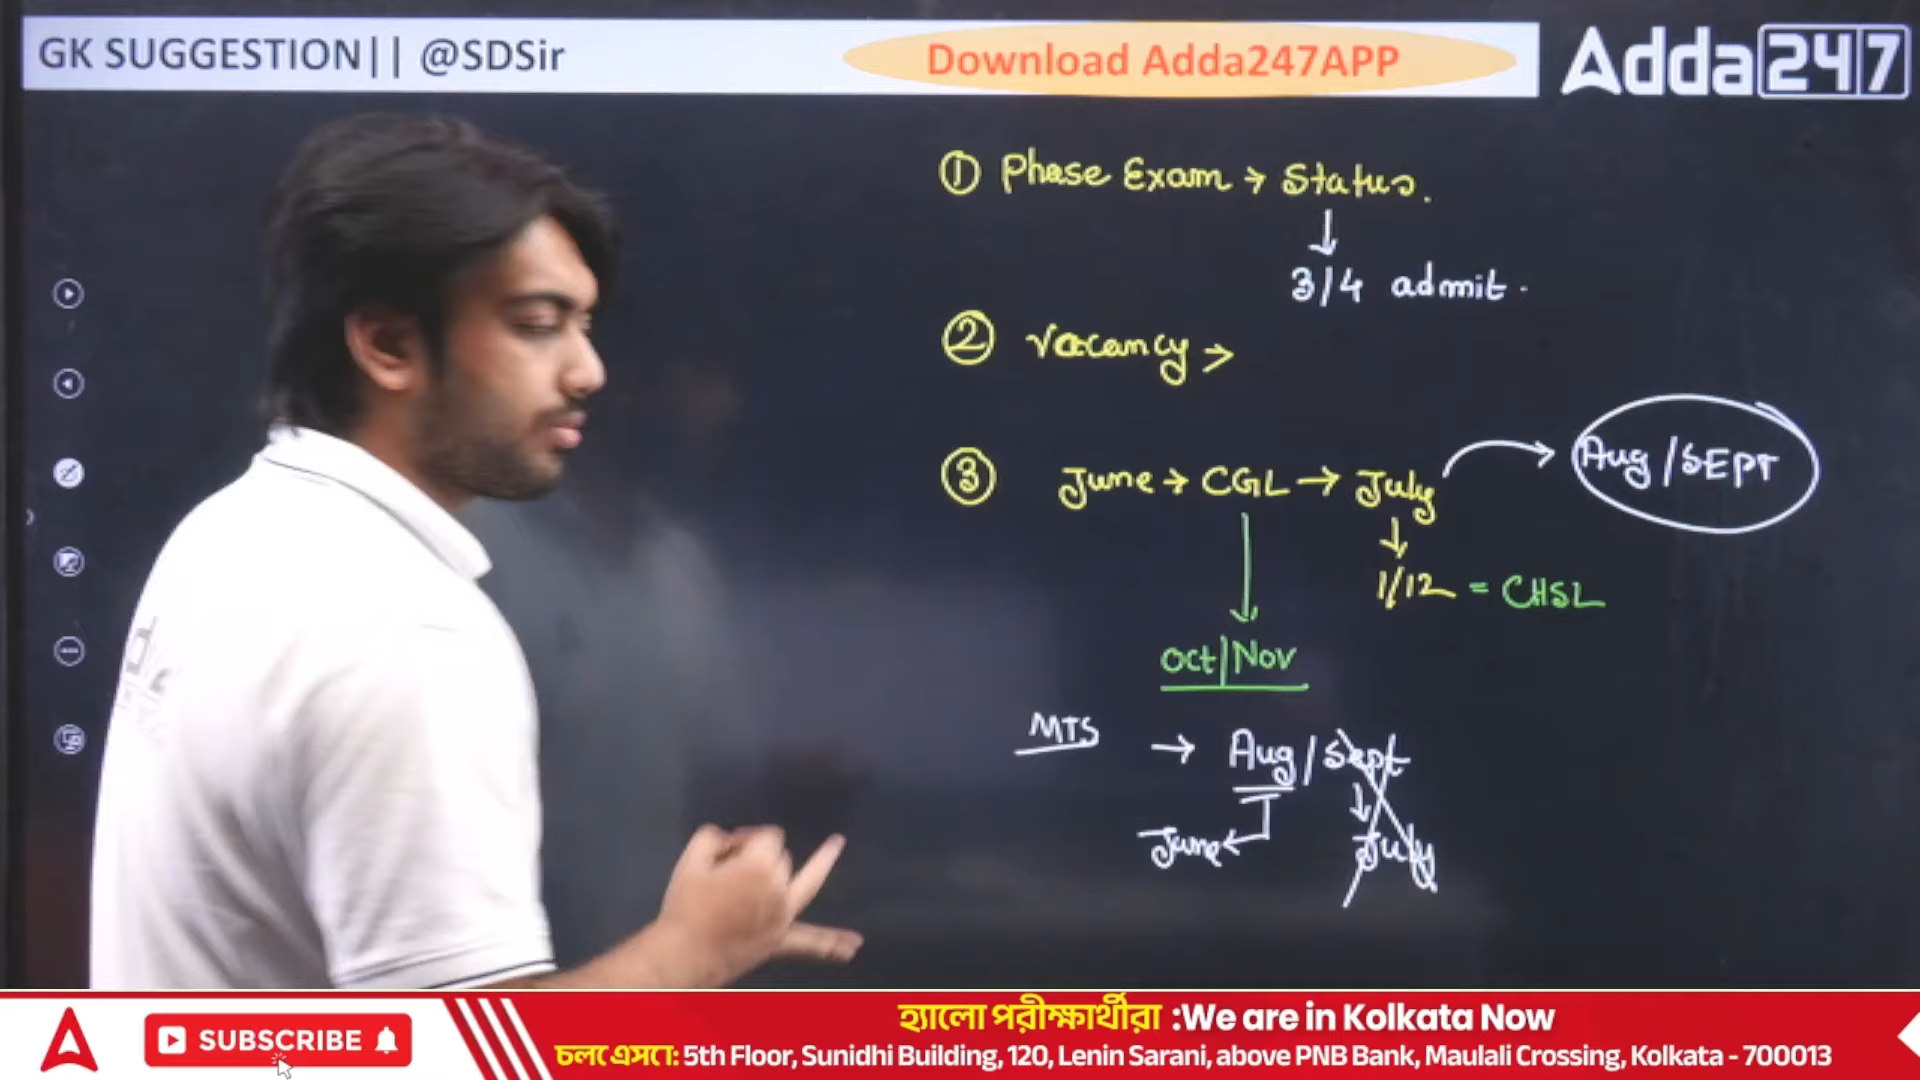 GK SUGGESTION|| @SDSir
Download Adda247APP
Adda247
① Phase Exam → Status.
↓
3/4 admit.
② Vacancy →
③ June → CGL → July → Aug/SEPT
↓
1/12 = CHSL
Oct|Nov
MTS → Aug/Sept
June ← July
SUBSCRIBE
হ্যালো পরীক্ষার্থীরা :We are in Kolkata Now
চলে এসো: 5th Floor, Sunidhi Building, 120, Lenin Sarani, above PNB Bank, Maulali Crossing, Kolkata - 700013